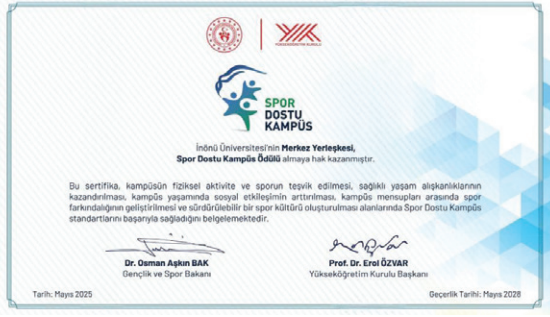 YÜKSEKÖĞRETİM KURULU
SPOR
DOSTU
KAMPÜS
İnönü Üniversitesi'nin Merkez Yerleşkesi,
Spor Dostu Kampüs Ödülü almaya hak kazanmıştır.
Bu sertifika, kampüsün fiziksel aktivite ve sporun teşvik edilmesi, sağlıklı yaşam alışkanlıklarının
kazandırılması, kampüs yaşamında sosyal etkileşimin arttırılması, kampüs mensupları arasında spor
farkındalığının geliştirilmesi ve sürdürülebilir bir spor kültürü oluşturulması alanlarında Spor Dostu Kampüs
standartlarını başarıyla sağladığını belgelemektedir.
Dr. Osman Aşkın BAK
Gençlik ve Spor Bakanı
Prof. Dr. Erol ÖZVAR
Yükseköğretim Kurulu Başkanı
Tarih: Mayıs 2025
Geçerlik Tarihi: Mayıs 2028